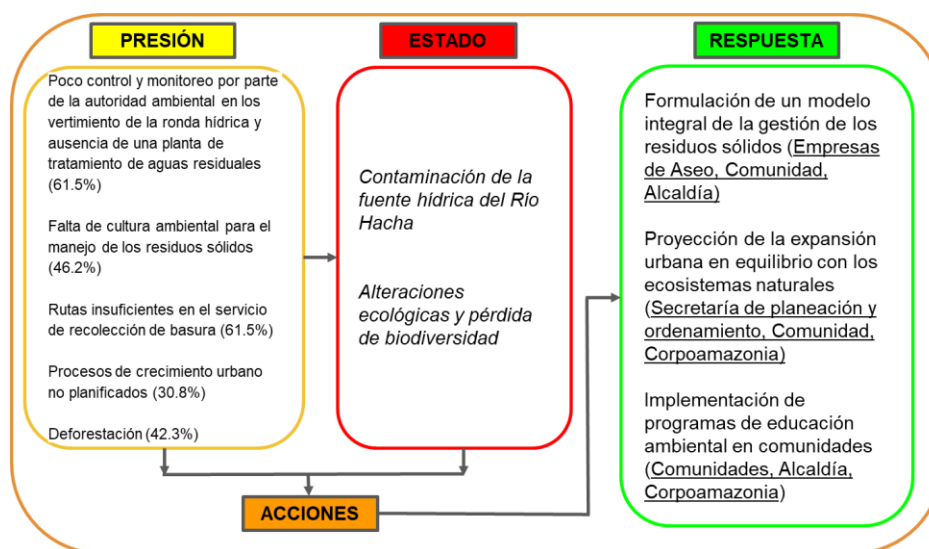 PRESIÓN
Poco control y monitoreo por parte
de la autoridad ambiental en los
vertimiento de la ronda hídrica y
ausencia de una planta de
tratamiento de aguas residuales
(61.5%)
Falta de cultura ambiental para el
manejo de los residuos sólidos
(46.2%)
Rutas insuficientes en el servicio
de recolección de basura (61.5%)
Procesos de crecimiento urbano
no planificados (30.8%)
Deforestación (42.3%)
ESTADO
Contaminación de la
fuente hídrica del Río
Hacha
Alteraciones
ecológicas y pérdida
de biodiversidad
RESPUESTA
Formulación de un modelo
integral de la gestión de los
residuos sólidos (Empresas
de Aseo, Comunidad,
Alcaldía)
Proyección de la expansión
urbana en equilibrio con los
ecosistemas naturales
(Secretaría de planeación y
ordenamiento, Comunidad,
Corpoamazonia)
Implementación de
programas de educación
ambiental en comunidades
(Comunidades, Alcaldía,
Corpoamazonia)
ACCIONES